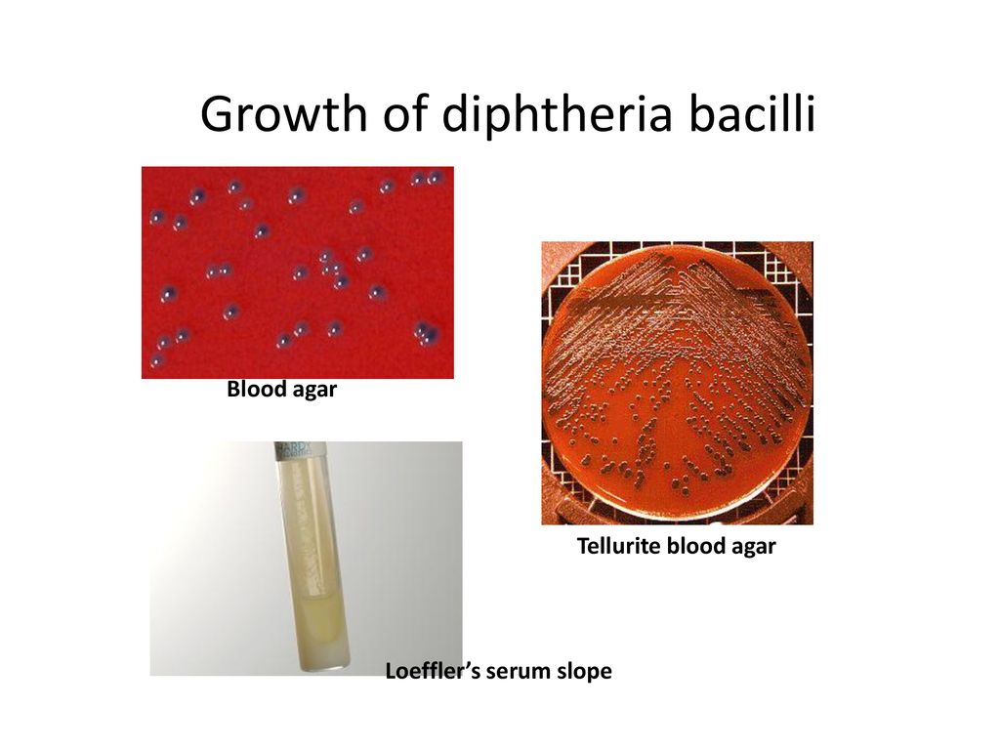 Growth of diphtheria bacilli
Blood agar
Tellurite blood agar
Loeffler’s serum slope